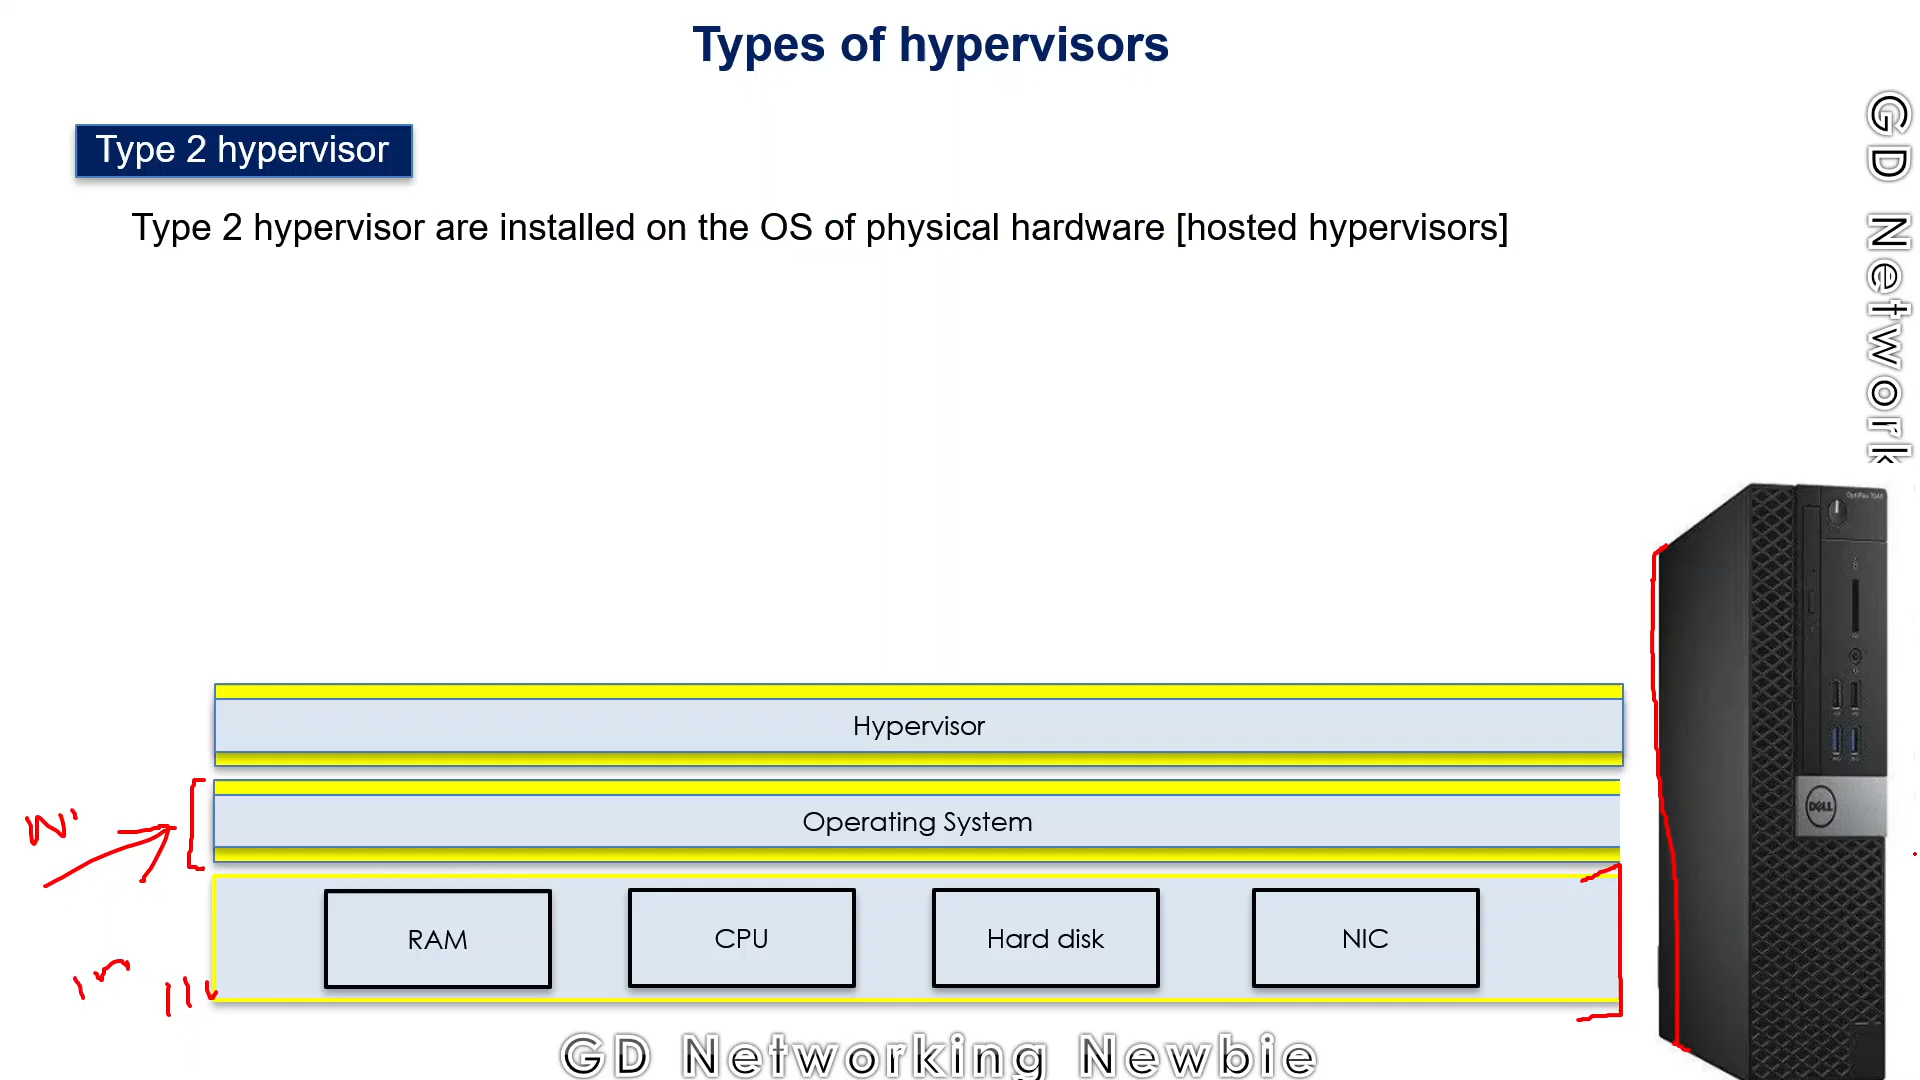 Types of hypervisors
Type 2 hypervisor
Type 2 hypervisor are installed on the OS of physical hardware [hosted hypervisors]
GD Network
Hypervisor
Operating System
RAM
CPU
Hard disk
NIC
DELL
GD Networking Newbie